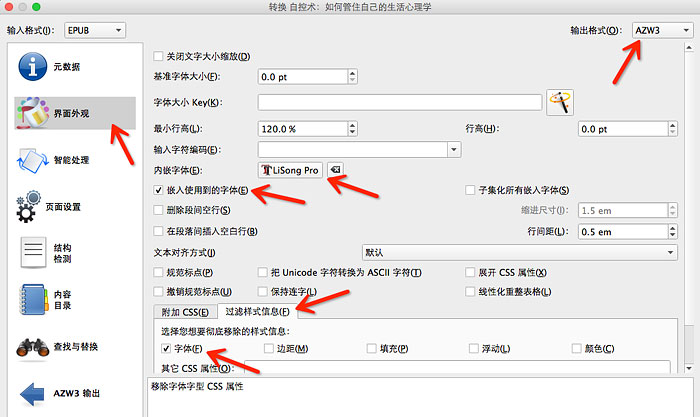 转换 自控术：如何管住自己的生活心理学
输入格式(I)： EPUB 输出格式(O)： AZW3
元数据
界面外观
智能处理
页面设置
结构
检测
内容
目录
查找与替换
AZW3 输出
关闭文字大小缩放(D)
基准字体大小(F)： 0.0 pt
字体大小 Key(K)：
最小行高(L)： 120.0 % 行高(H)： 0.0 pt
输入字符编码(E)：
内嵌字体(E)： LiSong Pro
嵌入使用到的字体(E) 子集化所有嵌入字体(S)
删除段间空行(S) 缩进尺寸(I)： 1.5 em
在段落间插入空白行(B) 行间距(L)： 0.5 em
文本对齐方式(J) 默认
规范标点(P) 把 Unicode 字符转换为 ASCII 字符(T) 展开 CSS 属性(X)
撤销规范标点(U) 保持连字(L) 线性化重整表格(L)
附加 CSS(E) 过滤样式信息(F)
选择您想要彻底移除的样式信息：
字体(F) 边距(M) 填充(P) 浮动(L) 颜色(C)
其它 CSS 属性(O)：
移除字体字型 CSS 属性